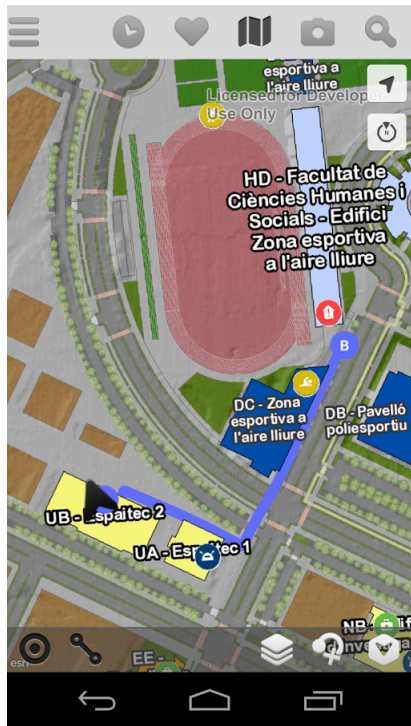 esportiva a
l'aire lliure
Licensed for Developer
Use Only
N
HD - Facultat de
Ciències Humanes i
Socials - Edifici
Zona esportiva
a l'aire lliure
B
DC - Zona
esportiva a
l'aire lliure
DB - Pavelló
poliesportiu
UB - Espaitec 2
UA - Espaitec 1
NB -
EE -
esri